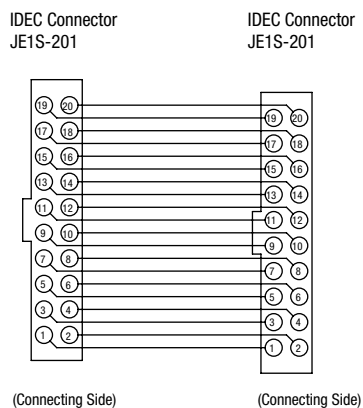 IDEC Connector IDEC Connector
JE1S-201 JE1S-201
19 20 19 20
17 18 17 18
15 16 15 16
13 14 13 14
11 12 11 12
9 10 9 10
7 8 7 8
5 6 5 6
3 4 3 4
1 2 1 2
(Connecting Side) (Connecting Side)